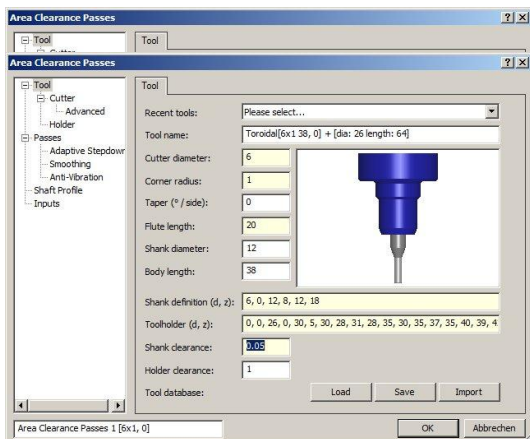 Area Clearance Passes
Tool
Tool
Area Clearance Passes
Tool
Cutter
Advanced
Holder
Passes
Adaptive Stepdown
Smoothing
Anti-Vibration
Shaft Profile
Inputs
Tool
Recent tools: Please select...
Tool name: Toroidal[6x1 38, 0] + [dia: 26 length: 64]
Cutter diameter: 6
Corner radius: 1
Taper (° / side): 0
Flute length: 20
Shank diameter: 12
Body length: 38
Shank definition (d, z): 6, 0, 12, 8, 12, 18
Toolholder (d, z): 0, 0, 26, 0, 30, 5, 30, 28, 31, 28, 35, 30, 35, 37, 35, 40, 39, 4
Shank clearance: 0.05
Holder clearance: 1
Tool database: Load Save Import
Area Clearance Passes 1 [6x1, 0] OK Abbrechen